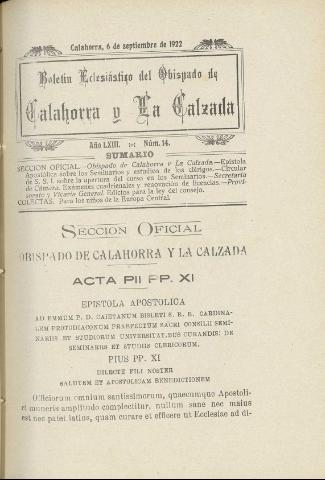 Calahorra, 6 de septiembre de 1922
Boletín Eclesiástico del Obispado de
Calahorra y La Calzada
Año LXIII. Núm. 14.
SUMARIO
SECCION OFICIAL.—Obispado de Calahorra y La Calzada.—Epístola
Apostólica sobre los Seminarios y estudios de los clérigos.—Circular
de S. S. I. sobre la apertura del curso en los Seminarios.—Secretaría
de Cámara. Exámenes cuadrienales y renovación de licencias.—Provi-
sorato y Vicaría General. Edictos para la ley del consejo.
COLECTAS. Para los niños de la Europa Central.
SECCION OFICIAL
OBISPADO DE CALAHORRA Y LA CALZADA
ACTA PII PP. XI
EPISTOLA APOSTOLICA
AD EMMUM P. D. CAIETANUM BISLETI S. R. E. CARDINA-
LEM PROTODIACONUM PRAEFECTUM SACRI CONSILII SEMI-
NARIIS ET STUDIORUM UNIVERSITATIBUS CURANDIS: DE
SEMINARIIS ET STUDIIS CLERICORUM.
PIUS PP. XI
DILECTE FILI NOSTER
SALUTEM ET APOSTOLICAM BENEDICTIONEM
Officiorum omnium sanctissimorum, quaecumque Apostoli-
ci muneris amplitudo complectitur, nullum sane nec maius
est nec patet latius, quam curare et efficere ut Ecclesiae ad di-